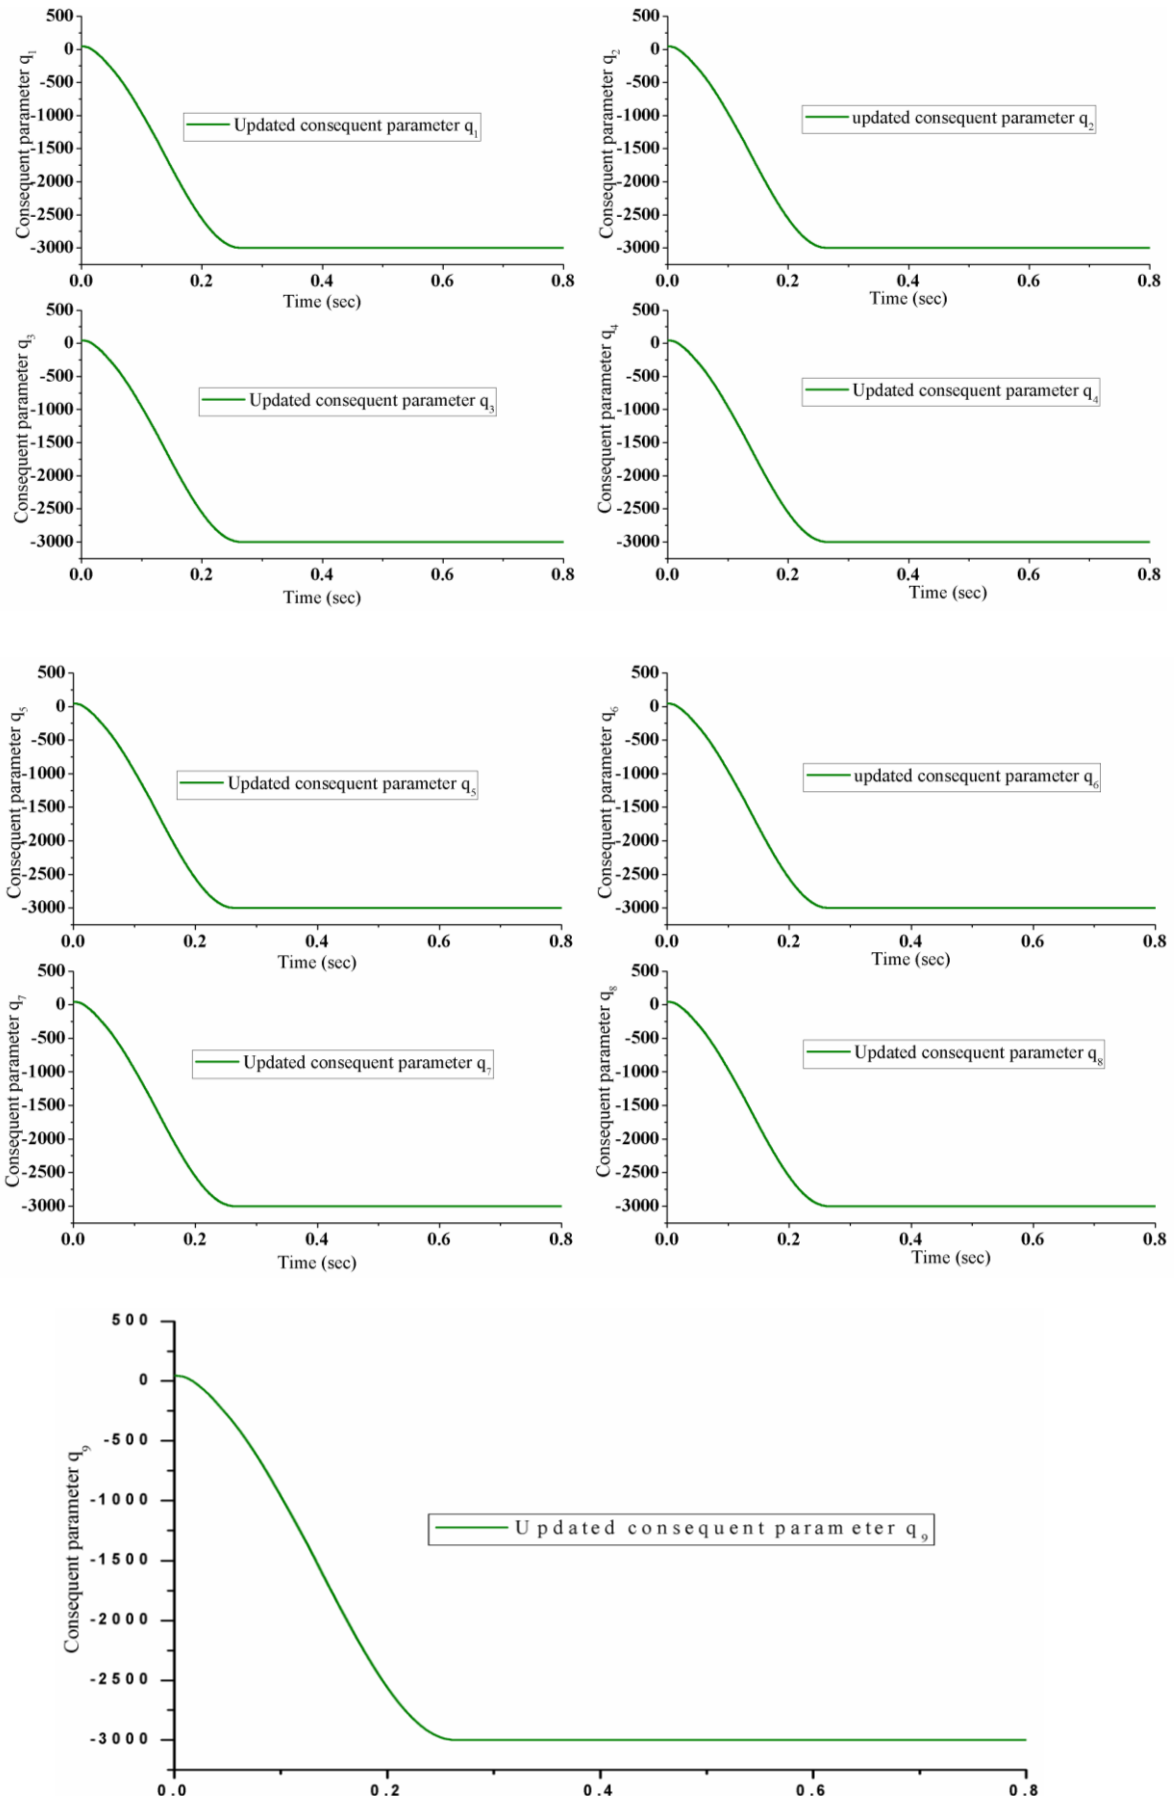 500
0
-500
-1000
-1500
-2000
-2500
-3000
Consequent parameter q1
Updated consequent parameter q1
0.0 0.2 0.4 0.6 0.8
Time (sec)
500
0
-500
-1000
-1500
-2000
-2500
-3000
Consequent parameter q2
updated consequent parameter q2
0.0 0.2 0.4 0.6 0.8
Time (sec)
500
0
-500
-1000
-1500
-2000
-2500
-3000
Consequent parameter q3
Updated consequent parameter q3
0.0 0.2 0.4 0.6 0.8
Time (sec)
500
0
-500
-1000
-1500
-2000
-2500
-3000
Consequent parameter q4
Updated consequent parameter q4
0.0 0.2 0.4 0.6 0.8
Time (sec)
500
0
-500
-1000
-1500
-2000
-2500
-3000
Consequent parameter q5
Updated consequent parameter q5
0.0 0.2 0.4 0.6 0.8
Time (sec)
500
0
-500
-1000
-1500
-2000
-2500
-3000
Consequent parameter q6
updated consequent parameter q6
0.0 0.2 0.4 0.6 0.8
Time (sec)
500
0
-500
-1000
-1500
-2000
-2500
-3000
Consequent parameter q7
Updated consequent parameter q7
0.0 0.2 0.4 0.6 0.8
Time (sec)
500
0
-500
-1000
-1500
-2000
-2500
-3000
Consequent parameter q8
Updated consequent parameter q8
0.0 0.2 0.4 0.6 0.8
Time (sec)
500
0
-500
-1000
-1500
-2000
-2500
-3000
Consequent parameter q9
Updated consequent parameter q9
0.0 0.2 0.4 0.6 0.8